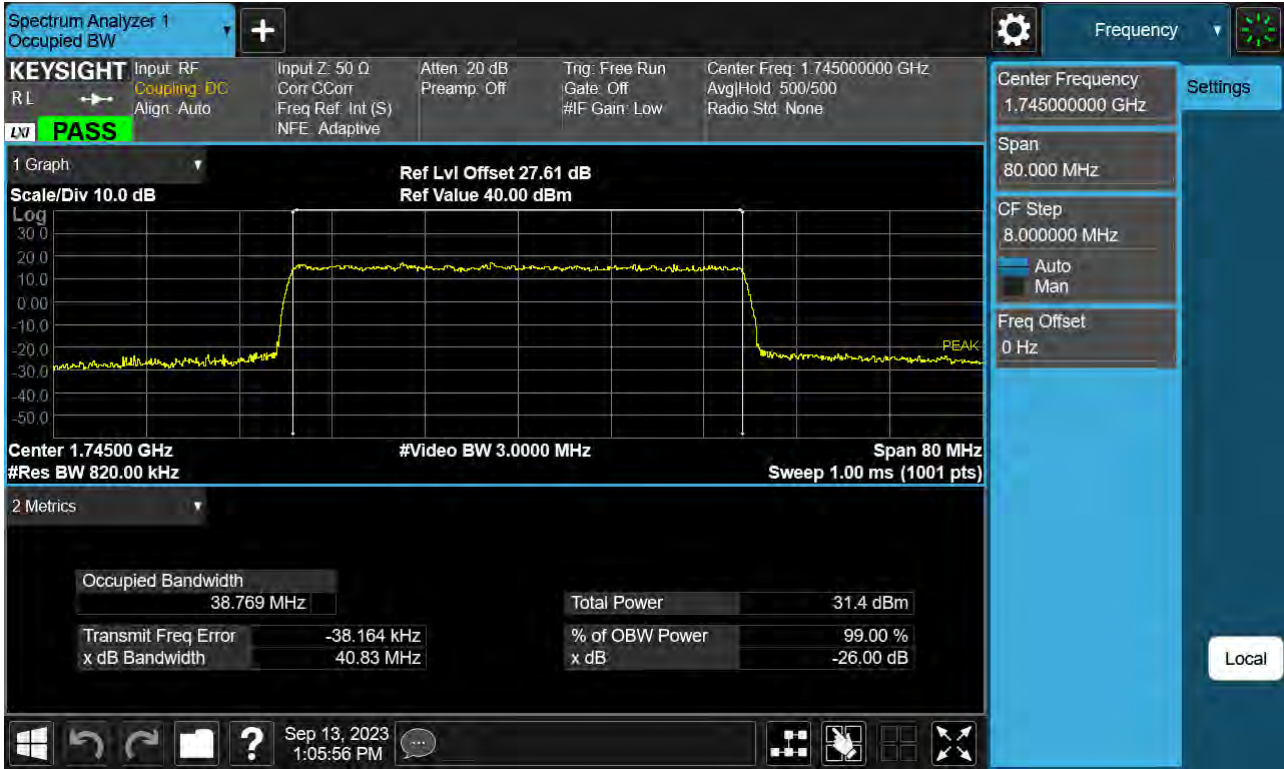 Spectrum Analyzer 1
Occupied BW
Frequency
KEYSIGHT
RL
LXI
PASS
Input: RF
Coupling: DC
Align: Auto
Input Z: 50 Ω
Corr CCorr
Freq Ref: Int (S)
NFE: Adaptive
Atten: 20 dB
Preamp: Off
Trig: Free Run
Gate: Off
#IF Gain: Low
Center Freq: 1.745000000 GHz
Avg|Hold: 500/500
Radio Std: None
1 Graph
Scale/Div 10.0 dB
Ref Lvl Offset 27.61 dB
Ref Value 40.00 dBm
Log
30.0
20.0
10.0
0.00
-10.0
-20.0
-30.0
-40.0
-50.0
PEAK
Center 1.74500 GHz
#Video BW 3.0000 MHz
Span 80 MHz
#Res BW 820.00 kHz
Sweep 1.00 ms (1001 pts)
2 Metrics
Occupied Bandwidth
38.769 MHz
Transmit Freq Error -38.164 kHz
x dB Bandwidth 40.83 MHz
Total Power 31.4 dBm
% of OBW Power 99.00 %
x dB -26.00 dB
Center Frequency
1.745000000 GHz
Span
80.000 MHz
CF Step
8.000000 MHz
Auto
Man
Freq Offset
0 Hz
Settings
Local
Sep 13, 2023
1:05:56 PM